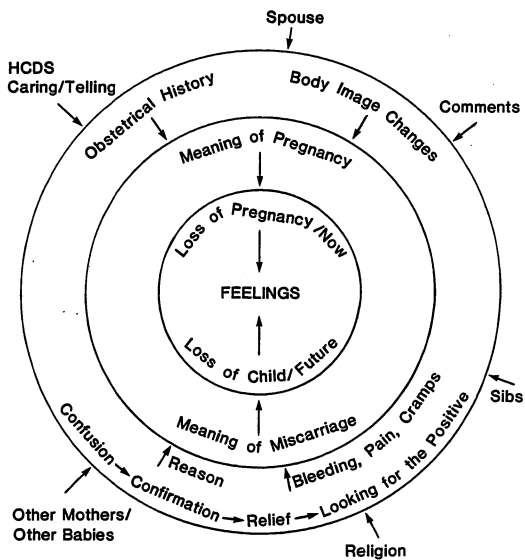 Spouse
HCDS
Caring/Telling
Obstetrical History
Body Image Changes
Comments
Meaning of Pregnancy
Loss of Pregnancy/Now
FEELINGS
Loss of Child/Future
Meaning of Miscarriage
Reason
Bleeding, Pain, Cramps
Confusion
Confirmation
Relief
Looking for the Positive
Sibs
Other Mothers/
Other Babies
Religion